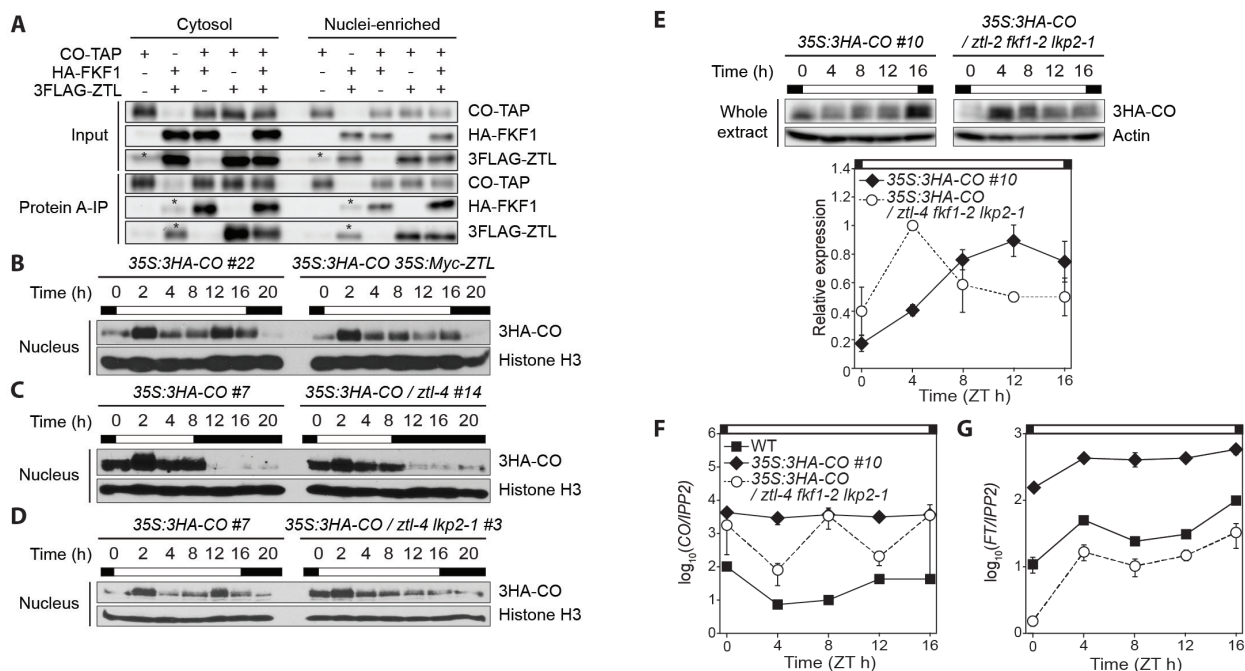 A
Cytosol Nuclei-enriched
CO-TAP + - + + + + - + + +
HA-FKF1 - + + - + - + + - +
3FLAG-ZTL - + - + + - + - + +
Input
CO-TAP
HA-FKF1
* * 3FLAG-ZTL
Protein A-IP
CO-TAP
* * HA-FKF1
* * 3FLAG-ZTL
B
35S:3HA-CO #22 35S:3HA-CO 35S:Myc-ZTL
Time (h) 0 2 4 8 12 16 20 0 2 4 8 12 16 20
Nucleus
3HA-CO
Histone H3
C
35S:3HA-CO #7 35S:3HA-CO / ztl-4 #14
Time (h) 0 2 4 8 12 16 20 0 2 4 8 12 16 20
Nucleus
3HA-CO
Histone H3
D
35S:3HA-CO #7 35S:3HA-CO / ztl-4 lkp2-1 #3
Time (h) 0 2 4 8 12 16 20 0 2 4 8 12 16 20
Nucleus
3HA-CO
Histone H3
E
35S:3HA-CO #10
35S:3HA-CO
/ ztl-2 fkf1-2 lkp2-1
Time (h) 0 4 8 12 16 0 4 8 12 16
Whole
extract
3HA-CO
Actin
35S:3HA-CO #10
35S:3HA-CO
/ ztl-4 fkf1-2 lkp2-1
Relative expression
1.4
1.2
1
0.8
0.6
0.4
0.2
0
0 4 8 12 16
Time (ZT h)
F
WT
35S:3HA-CO #10
35S:3HA-CO
/ ztl-4 fkf1-2 lkp2-1
log10(CO/IPP2)
6
5
4
3
2
1
0
0 4 8 12 16
Time (ZT h)
G
log10(FT/IPP2)
3
2
1
0
0 4 8 12 16
Time (ZT h)